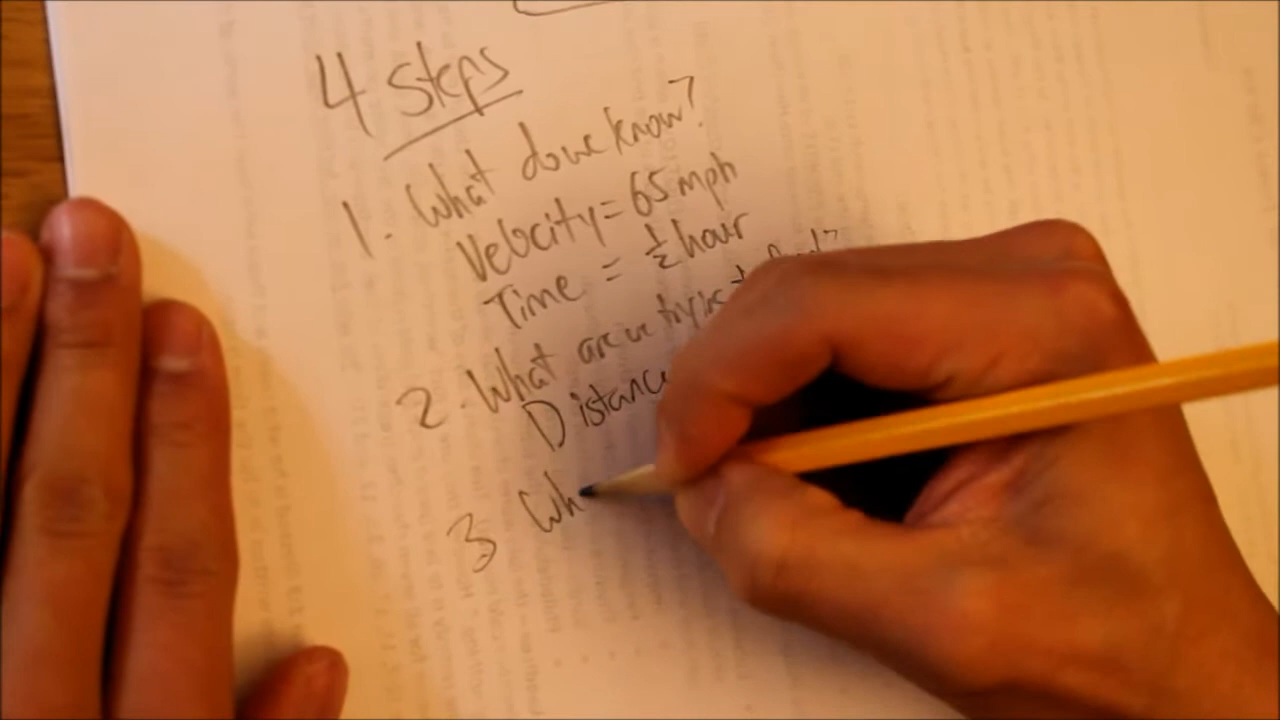 4 Steps
1. What do we know?
Velocity = 65 mph
Time = 1/2 hour
2. What are we trying t find?
Distance
3 Wh